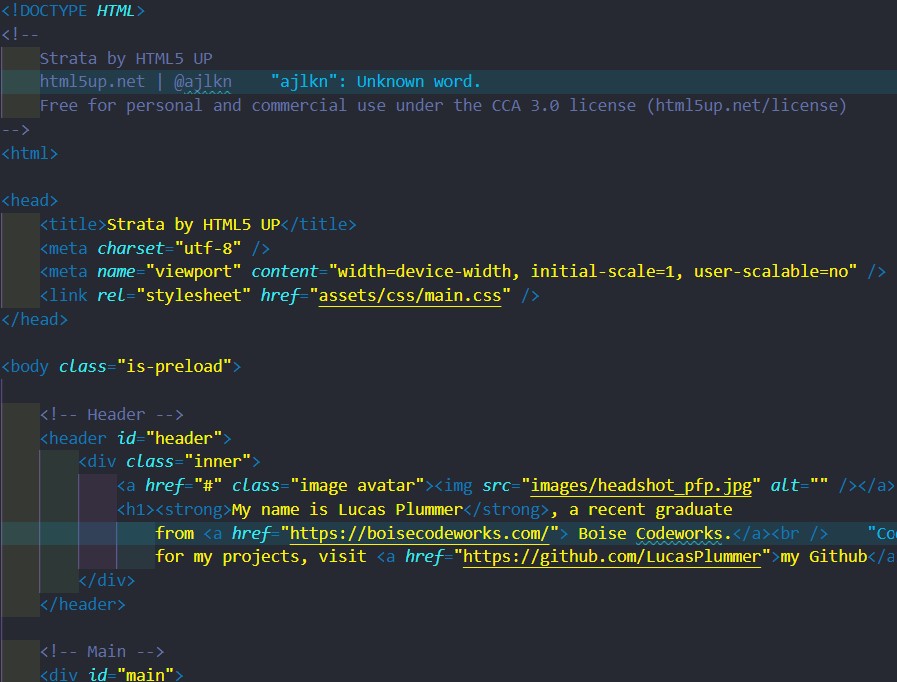 <!DOCTYPE HTML>
<!--
Strata by HTML5 UP
html5up.net | @ajlkn "ajlkn": Unknown word.
Free for personal and commercial use under the CCA 3.0 license (html5up.net/license)
-->
<html>
<head>
<title>Strata by HTML5 UP</title>
<meta charset="utf-8" />
<meta name="viewport" content="width=device-width, initial-scale=1, user-scalable=no" />
<link rel="stylesheet" href="assets/css/main.css" />
</head>
<body class="is-preload">
<!-- Header -->
<header id="header">
<div class="inner">
<a href="#" class="image avatar"><img src="images/headshot_pfp.jpg" alt="" /></a>
<h1><strong>My name is Lucas Plummer</strong>, a recent graduate
from <a href="https://boisecodeworks.com/"> Boise Codeworks.</a><br /> "Co
for my projects, visit <a href="https://github.com/LucasPlummer">my Github</a
</div>
</header>
<!-- Main -->
<div id="main">